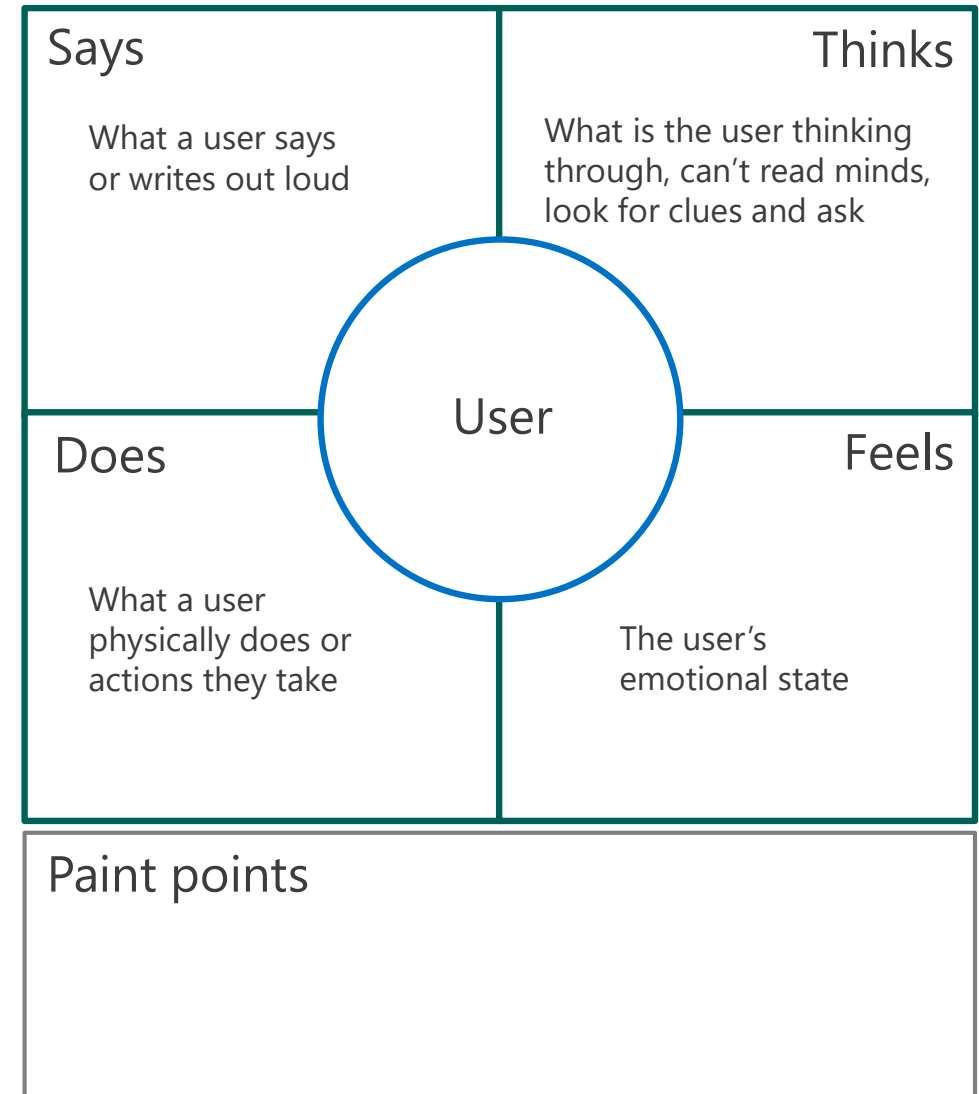 Says
What a user says
or writes out loud
Thinks
What is the user thinking
through, can’t read minds,
look for clues and ask
User
Does
What a user
physically does or
actions they take
Feels
The user’s
emotional state
Paint points